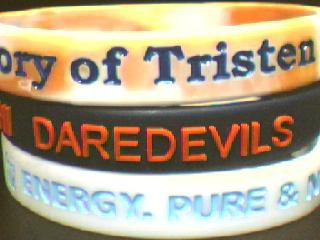 ory of Tristen
DAREDEVILS
ENERGY. PURE & N